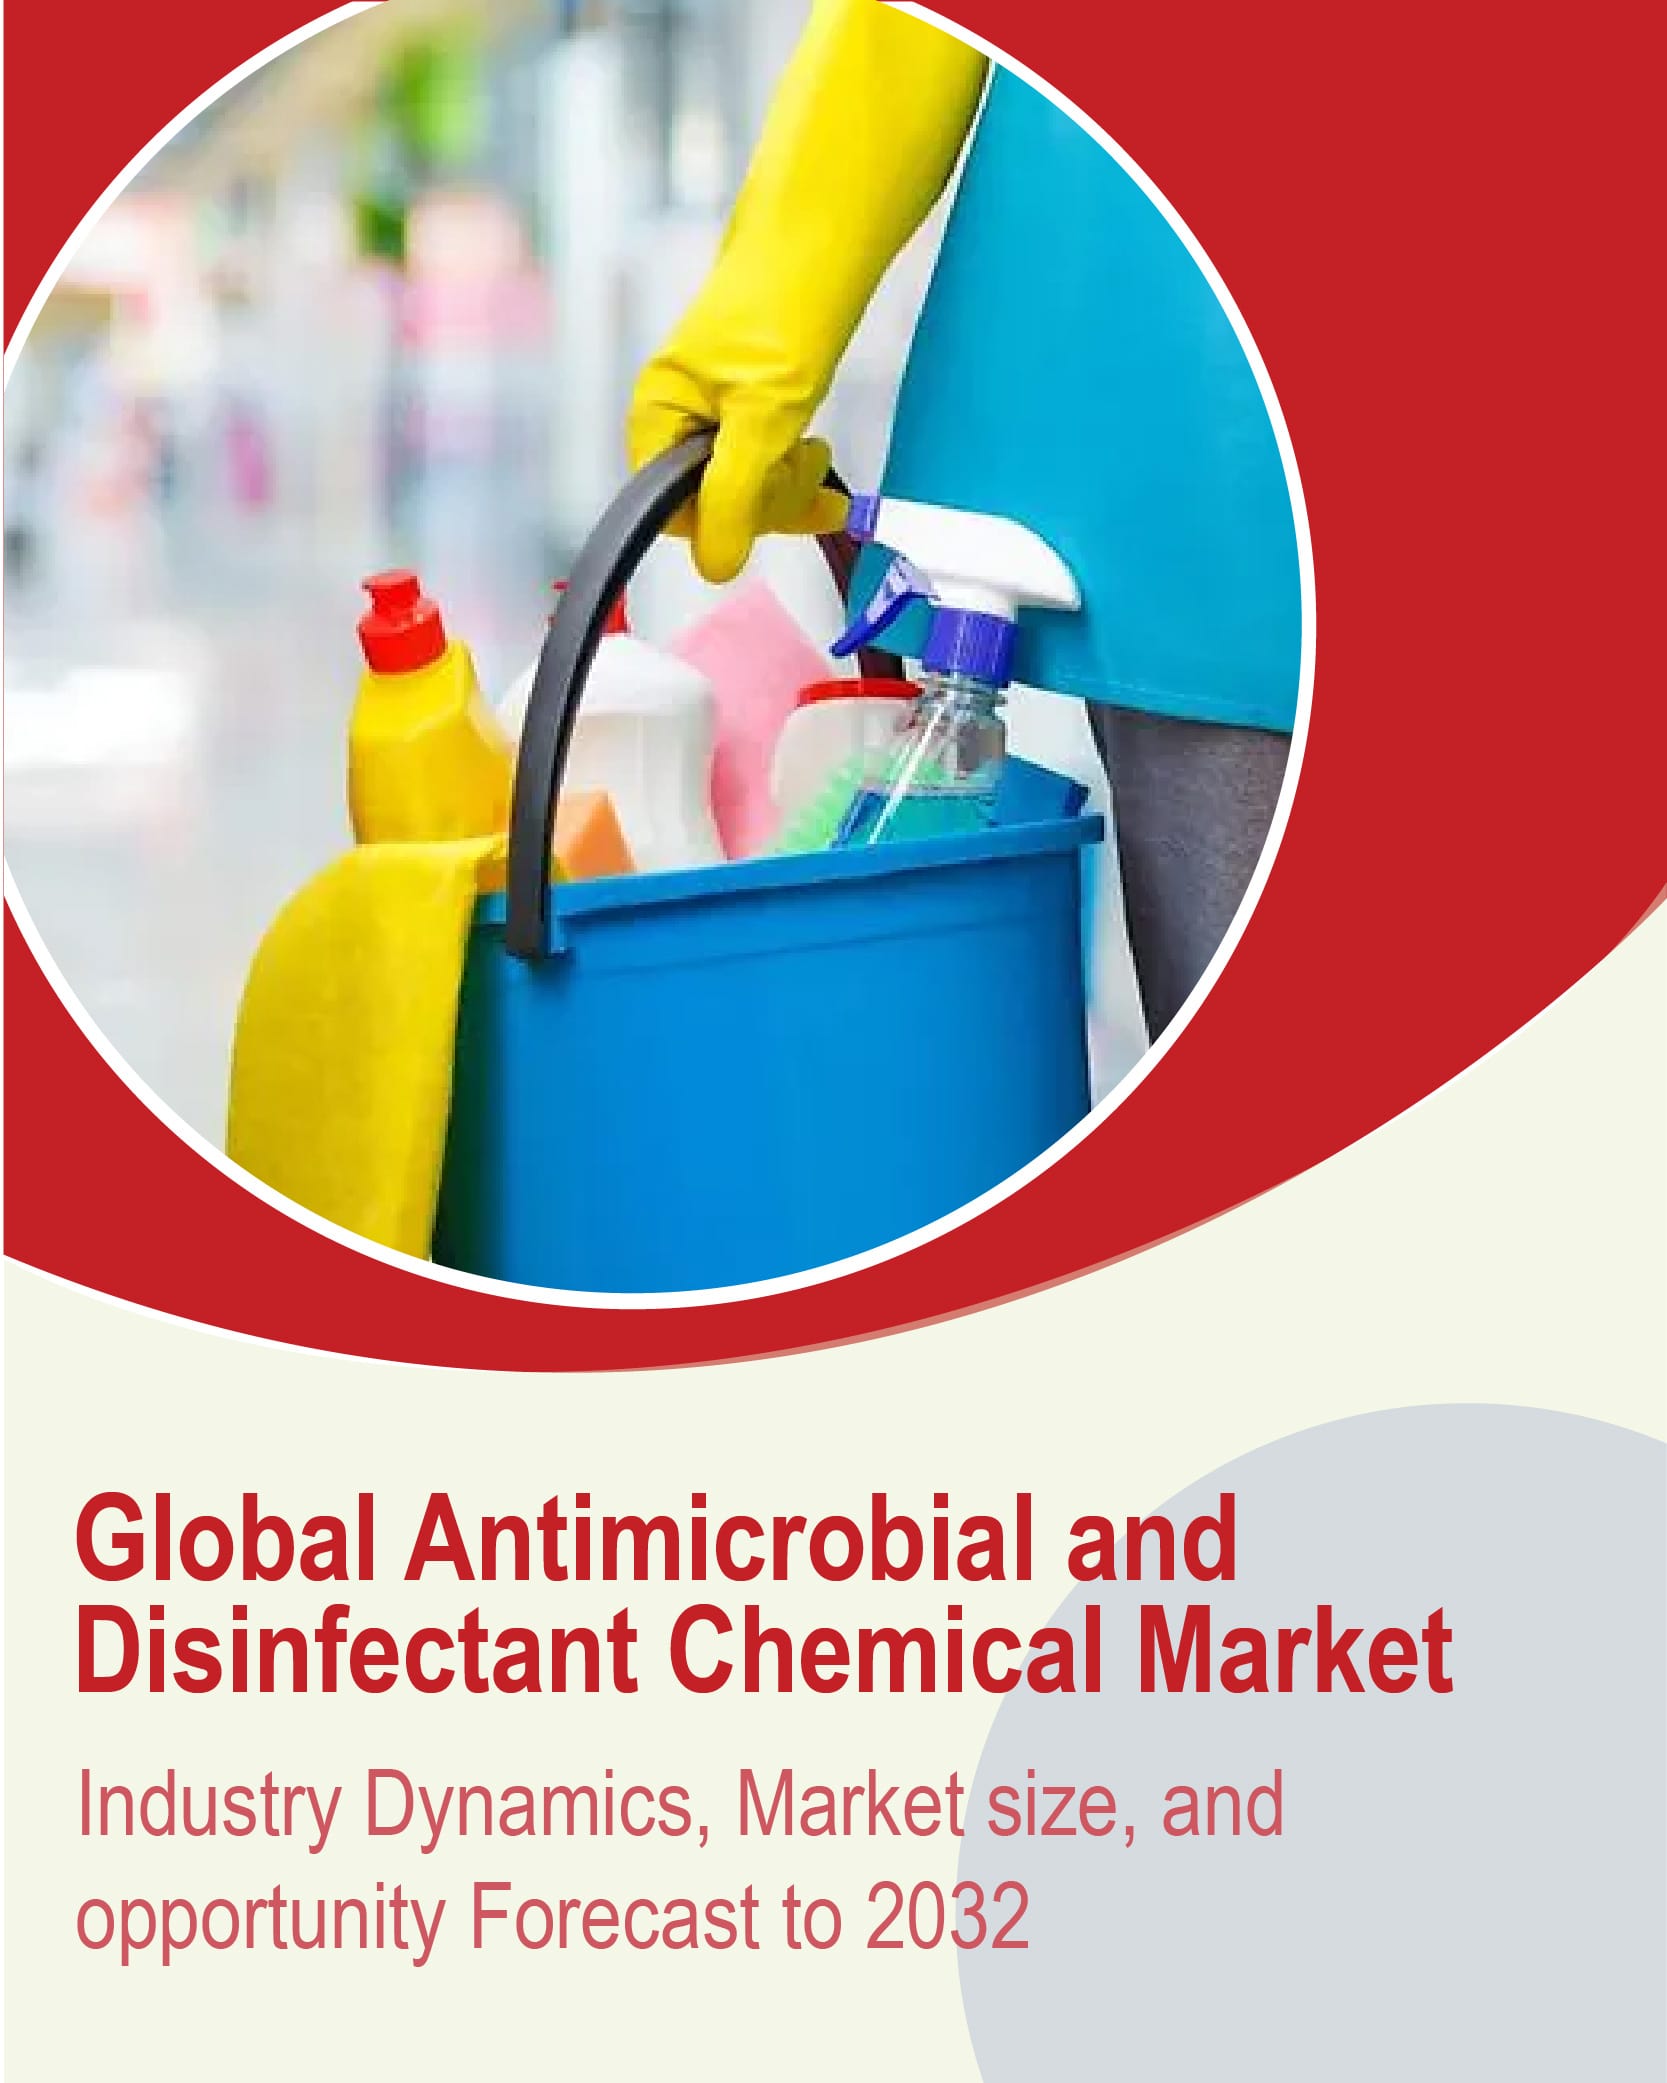 Global Antimicrobial and
Disinfectant Chemical Market
Industry Dynamics, Market size, and
opportunity Forecast to 2032